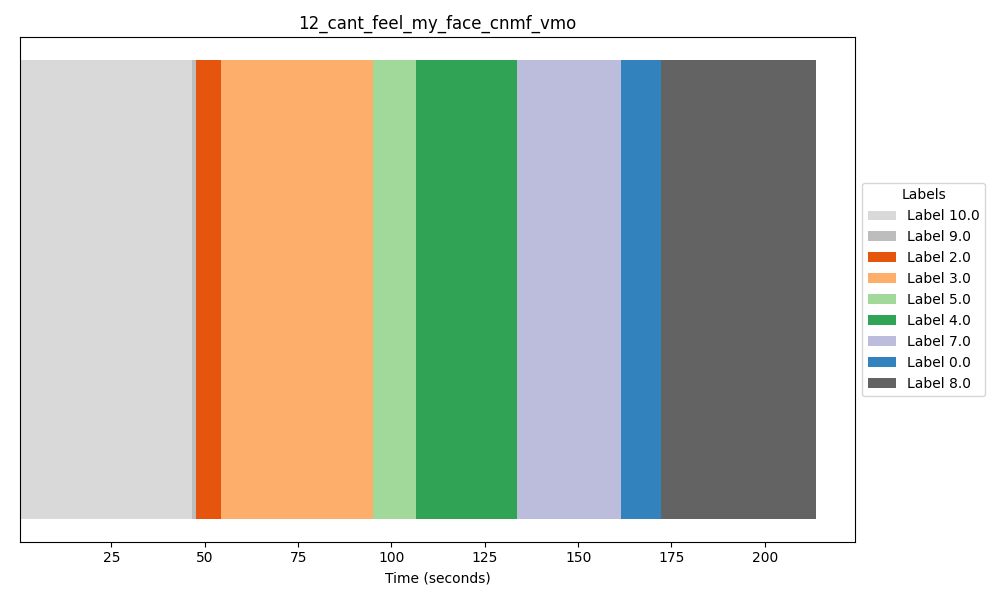 12_cant_feel_my_face_cnmf_vmo
Labels
Label 10.0
Label 9.0
Label 2.0
Label 3.0
Label 5.0
Label 4.0
Label 7.0
Label 0.0
Label 8.0
25 50 75 100 125 150 175 200
Time (seconds)